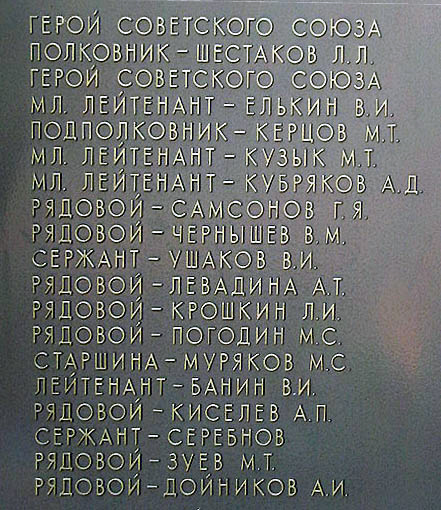 ГЕРОЙ СОВЕТСКОГО СОЮЗА
ПОЛКОВНИК – ШЕСТАКОВ Л.Л.
ГЕРОЙ СОВЕТСКОГО СОЮЗА
МЛ. ЛЕЙТЕНАНТ – ЕЛЬКИН В.И.
ПОДПОЛКОВНИК – КЕРЦОВ М.Т.
МЛ. ЛЕЙТЕНАНТ – КУЗЫК М.Т.
МЛ. ЛЕЙТЕНАНТ – КУБРЯКОВ А.Д.
РЯДОВОЙ – САМСОНОВ Г.Я.
РЯДОВОЙ – ЧЕРНЫШЕВ В.М.
СЕРЖАНТ – УШАКОВ В.И.
РЯДОВОЙ – ЛЕВАДИНА А.Т.
РЯДОВОЙ – КРОШКИН Л.И.
РЯДОВОЙ – ПОГОДИН М.С.
СТАРШИНА – МУРЯКОВ М.С.
ЛЕЙТЕНАНТ – БАНИН В.И.
РЯДОВОЙ – КИСЕЛЕВ А.П.
СЕРЖАНТ – СЕРЕБНОВ
РЯДОВОЙ – ЗУЕВ М.Т.
РЯДОВОЙ – ДОЙНИКОВ А.И.